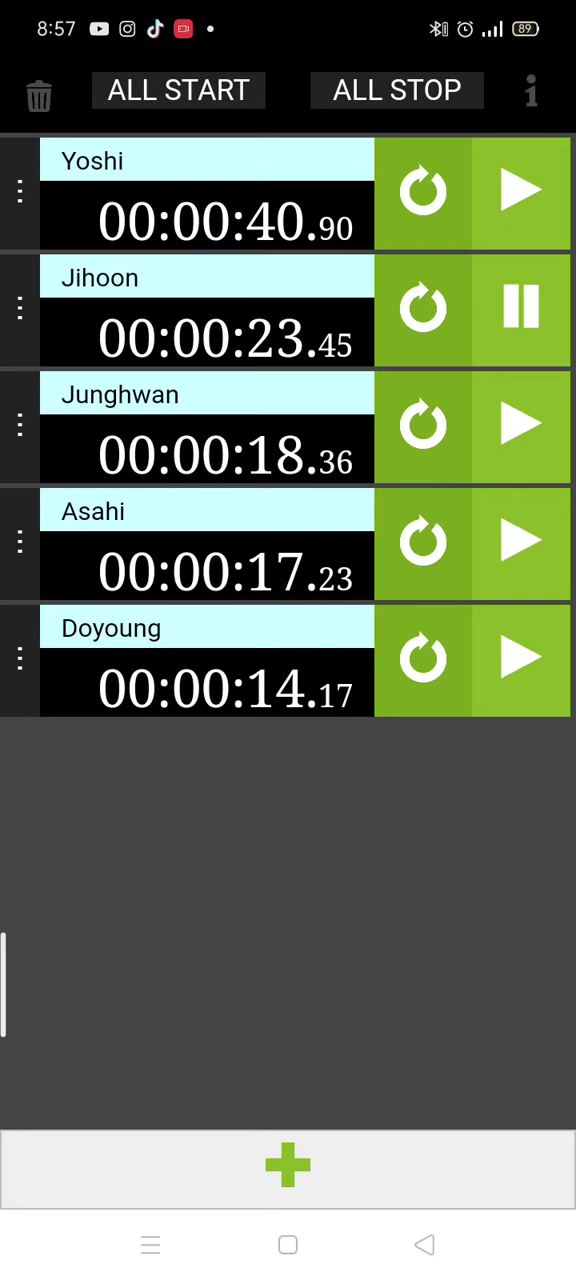 8:57 89
ALL START ALL STOP
Yoshi
00:00:40.90
Jihoon
00:00:23.45
Junghwan
00:00:18.36
Asahi
00:00:17.23
Doyoung
00:00:14.17